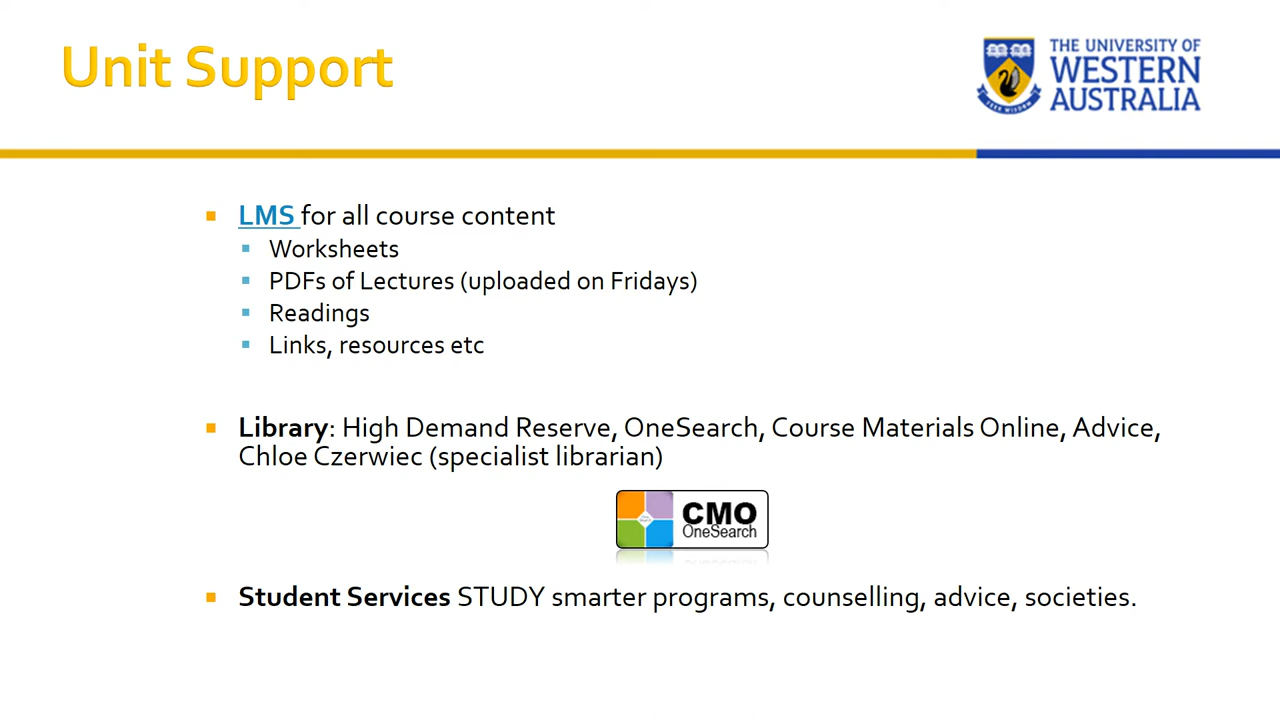 Unit Support
THE UNIVERSITY OF
WESTERN
AUSTRALIA
SEEK WISDOM
LMS for all course content
Worksheets
PDFs of Lectures (uploaded on Fridays)
Readings
Links, resources etc
Library: High Demand Reserve, OneSearch, Course Materials Online, Advice,
Chloe Czerwiec (specialist librarian)
CMO
OneSearch
Student Services STUDY smarter programs, counselling, advice, societies.